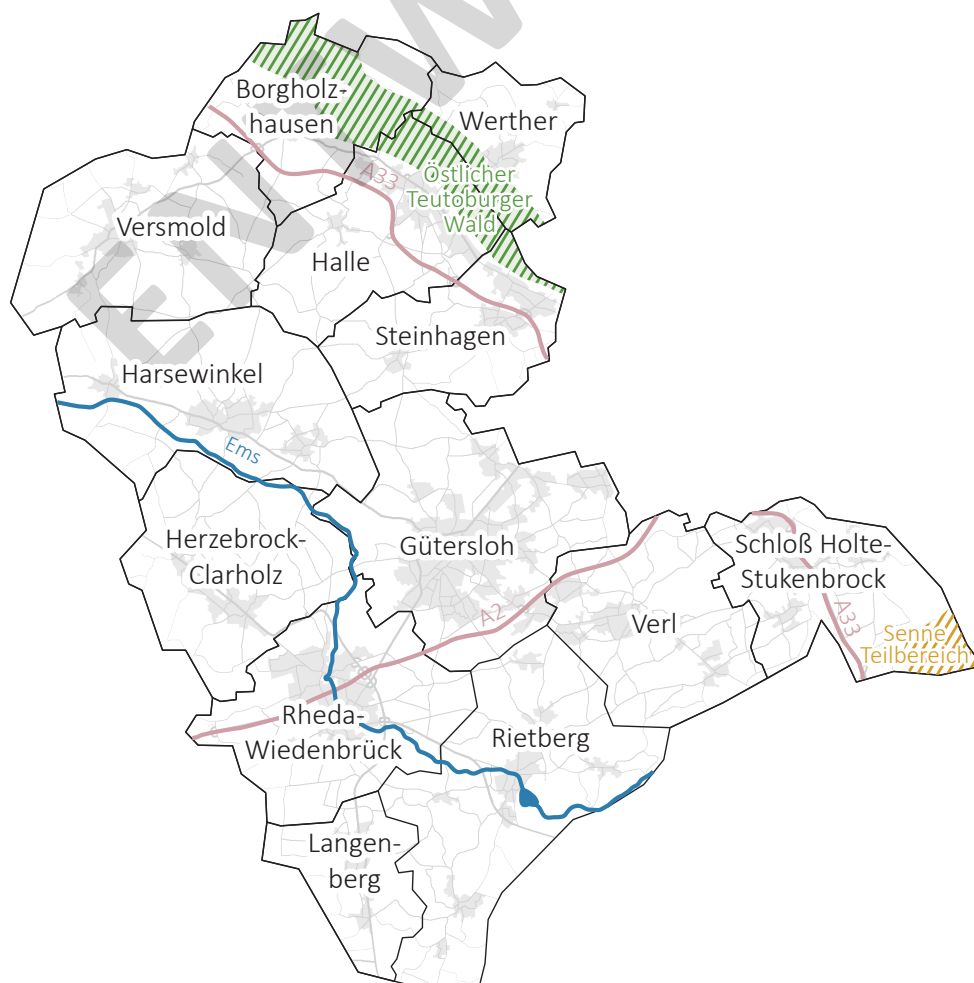 Borgholz-
hausen
Werther
A33
Östlicher
Teutoburger
Wald
Versmold
Halle
Steinhagen
Harsewinkel
Ems
Herzebrock-
Clarholz
Gütersloh
Schloß Holte-
Stukenbrock
A2
Verl
A33
Senne
Teilbereich
Rheda-
Wiedenbrück
Rietberg
Langen-
berg